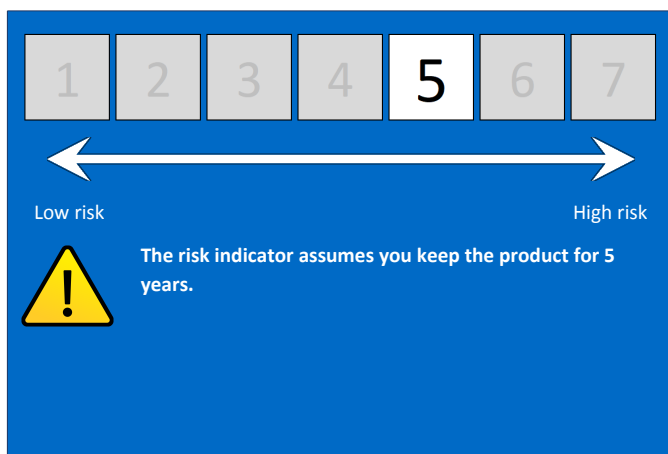 1 2 3 4 5 6 7
Low risk High risk
The risk indicator assumes you keep the product for 5
years.